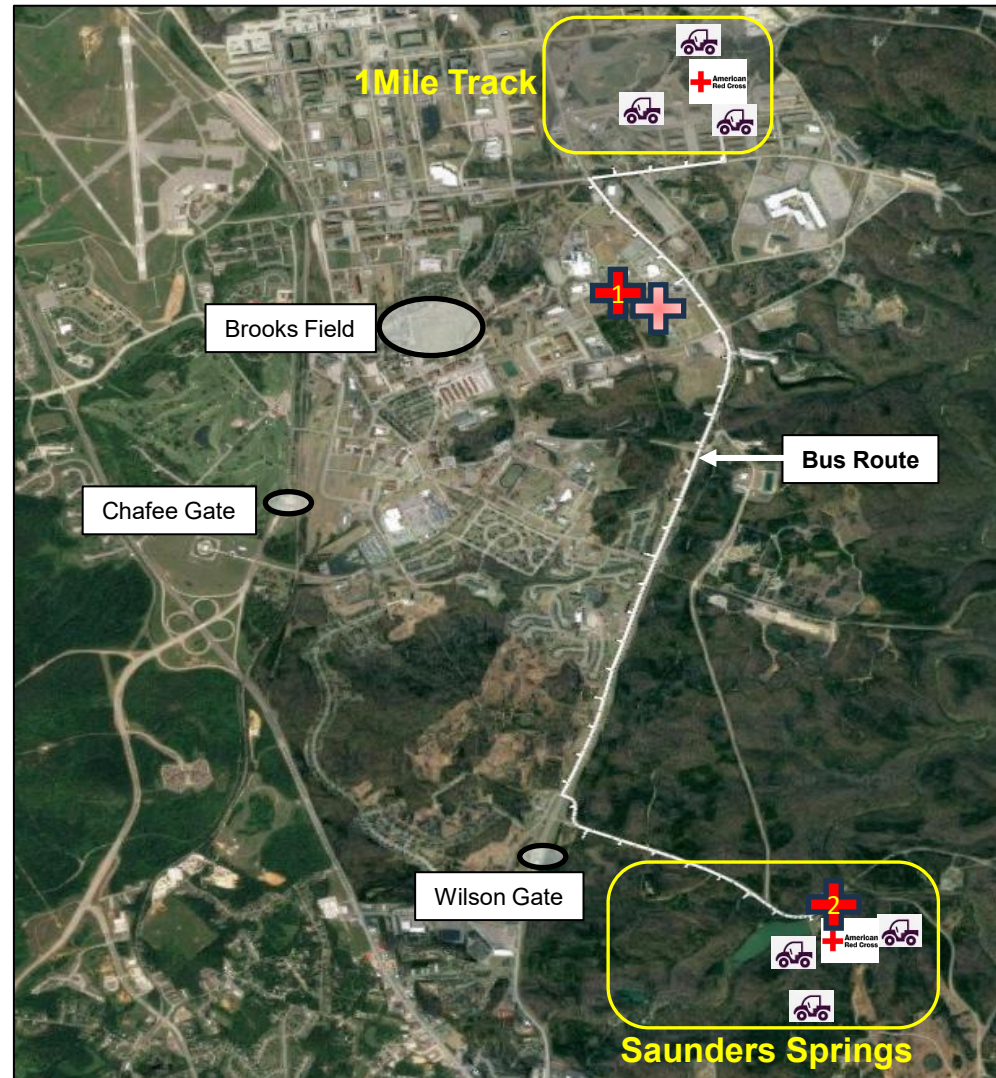 1Mile Track
American
Red Cross
1
Brooks Field
Bus Route
Chafee Gate
Wilson Gate
2
American
Red Cross
Saunders Springs